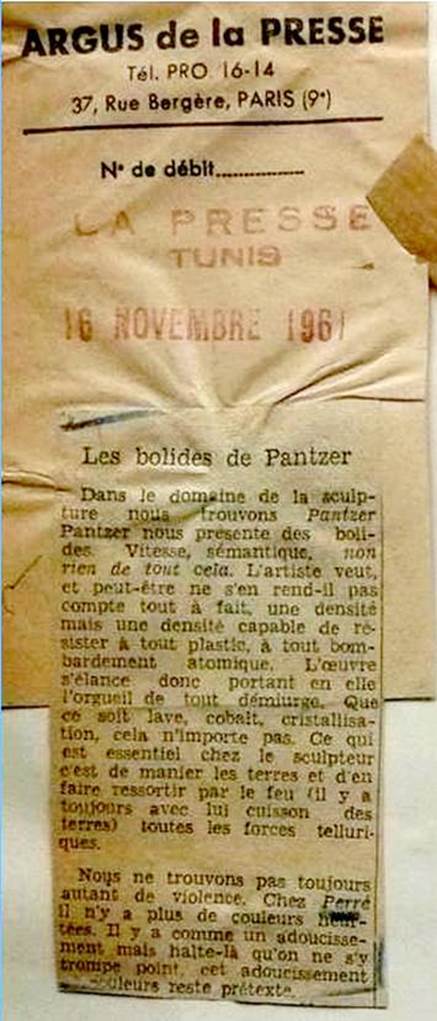 ARGUS de la PRESSE
Tél. PRO 16-14
37, Rue Bergère, PARIS (9e)
N° de débit...............
LA PRESSE
TUNIS
16 NOVEMBRE 1961
Les bolides de Pantzer
Dans le domaine de la sculp-
ture nous trouvons Pantzer
Pantzer nous présente des boli-
des. Vitesse, sémantique, non
rien de tout cela. L'artiste veut,
et peut-être ne s'en rend-il pas
compte tout à fait, une densité
mais une densité capable de ré-
sister à tout plastic, à tout bom-
bardement atomique. L'œuvre
s'élance donc portant en elle
l'orgueil de tout démiurge. Que
ce soit lave, cobalt, cristallisa-
tion, cela n'importe pas. Ce qui
est essentiel chez le sculpteur
c'est de manier les terres et d'en
faire ressortir par le feu (il y a
toujours avec lui cuisson des
terres) toutes les forces telluri-
ques.
Nous ne trouvons pas toujours
autant de violence. Chez Perré
il n'y a plus de couleurs heur-
tées. Il y a comme un adoucisse-
ment mais halte-là qu'on ne s'y
trompe point, cet adoucissement
couleurs reste prétexte.